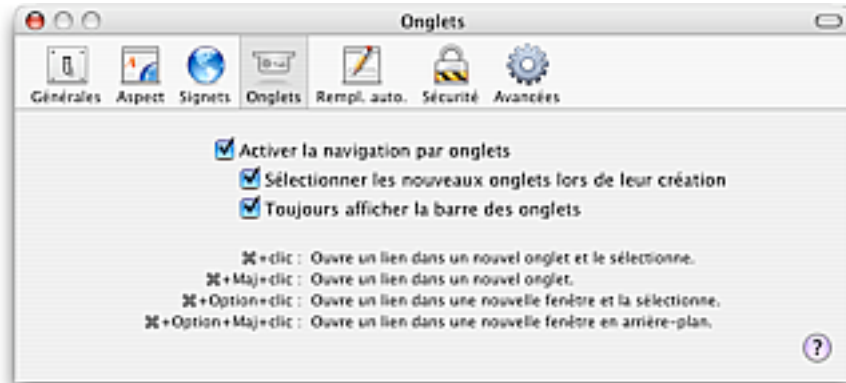 Onglets
Générales Aspect Signets Onglets Rempl. auto. Sécurité Avancées
Activer la navigation par onglets
Sélectionner les nouveaux onglets lors de leur création
Toujours afficher la barre des onglets
⌘+clic : Ouvre un lien dans un nouvel onglet et le sélectionne.
⌘+Maj+clic : Ouvre un lien dans un nouvel onglet.
⌘+Option+clic : Ouvre un lien dans une nouvelle fenêtre et la sélectionne.
⌘+Option+Maj+clic : Ouvre un lien dans une nouvelle fenêtre en arrière-plan.
?